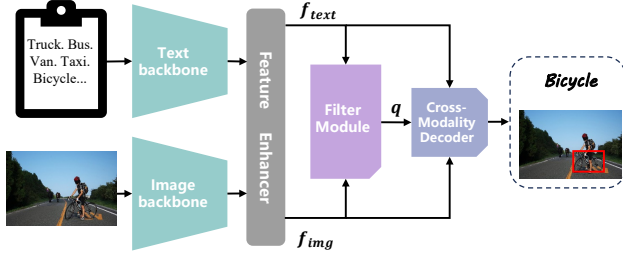 Truck. Bus.
Van. Taxi.
Bicycle...
Text
backbone
Image
backbone
Feature Enhancer
f_text
f_img
Filter
Module
q
Cross-
Modality
Decoder
Bicycle